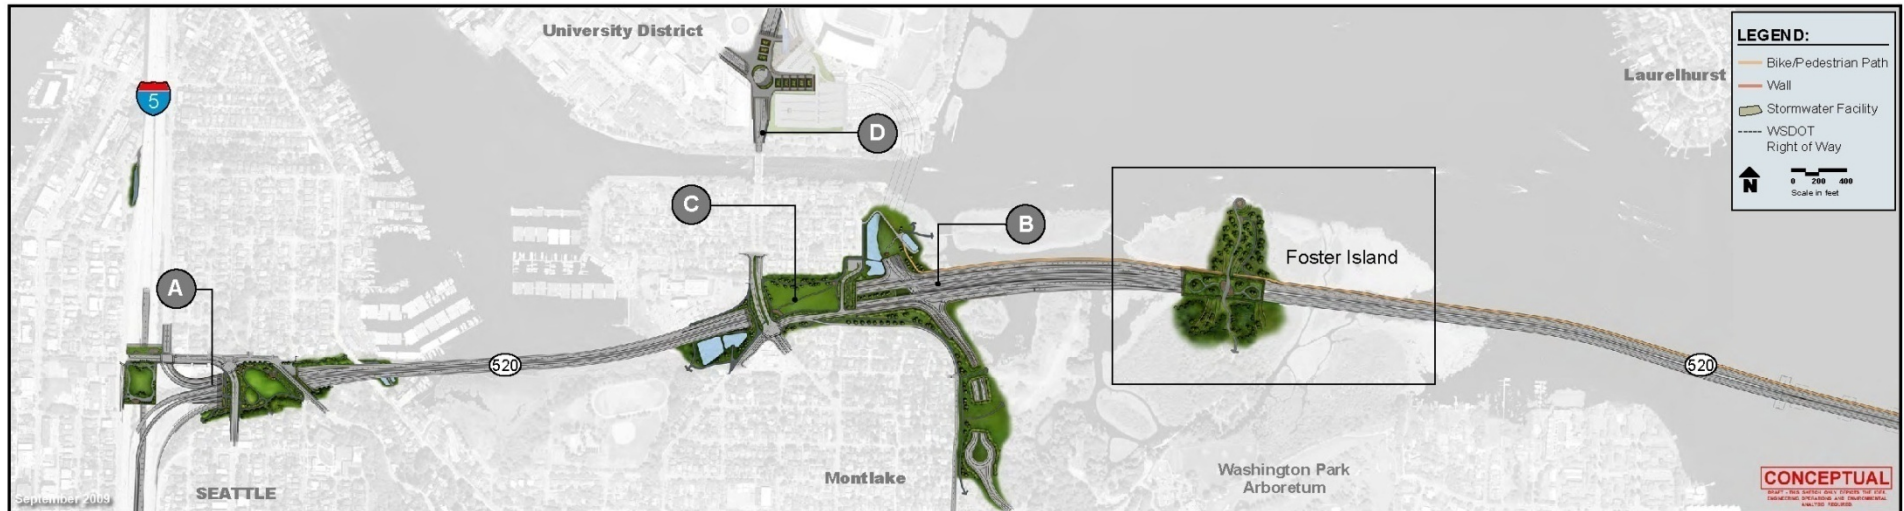 University District
LEGEND:
Bike/Pedestrian Path
Wall
Stormwater Facility
WSDOT
Right of Way
N
0 200 400
Scale in feet
Laurelhurst
5
D
C
B
A
Foster Island
520
520
Montlake
Washington Park
Arboretum
SEATTLE
September 2009
CONCEPTUAL